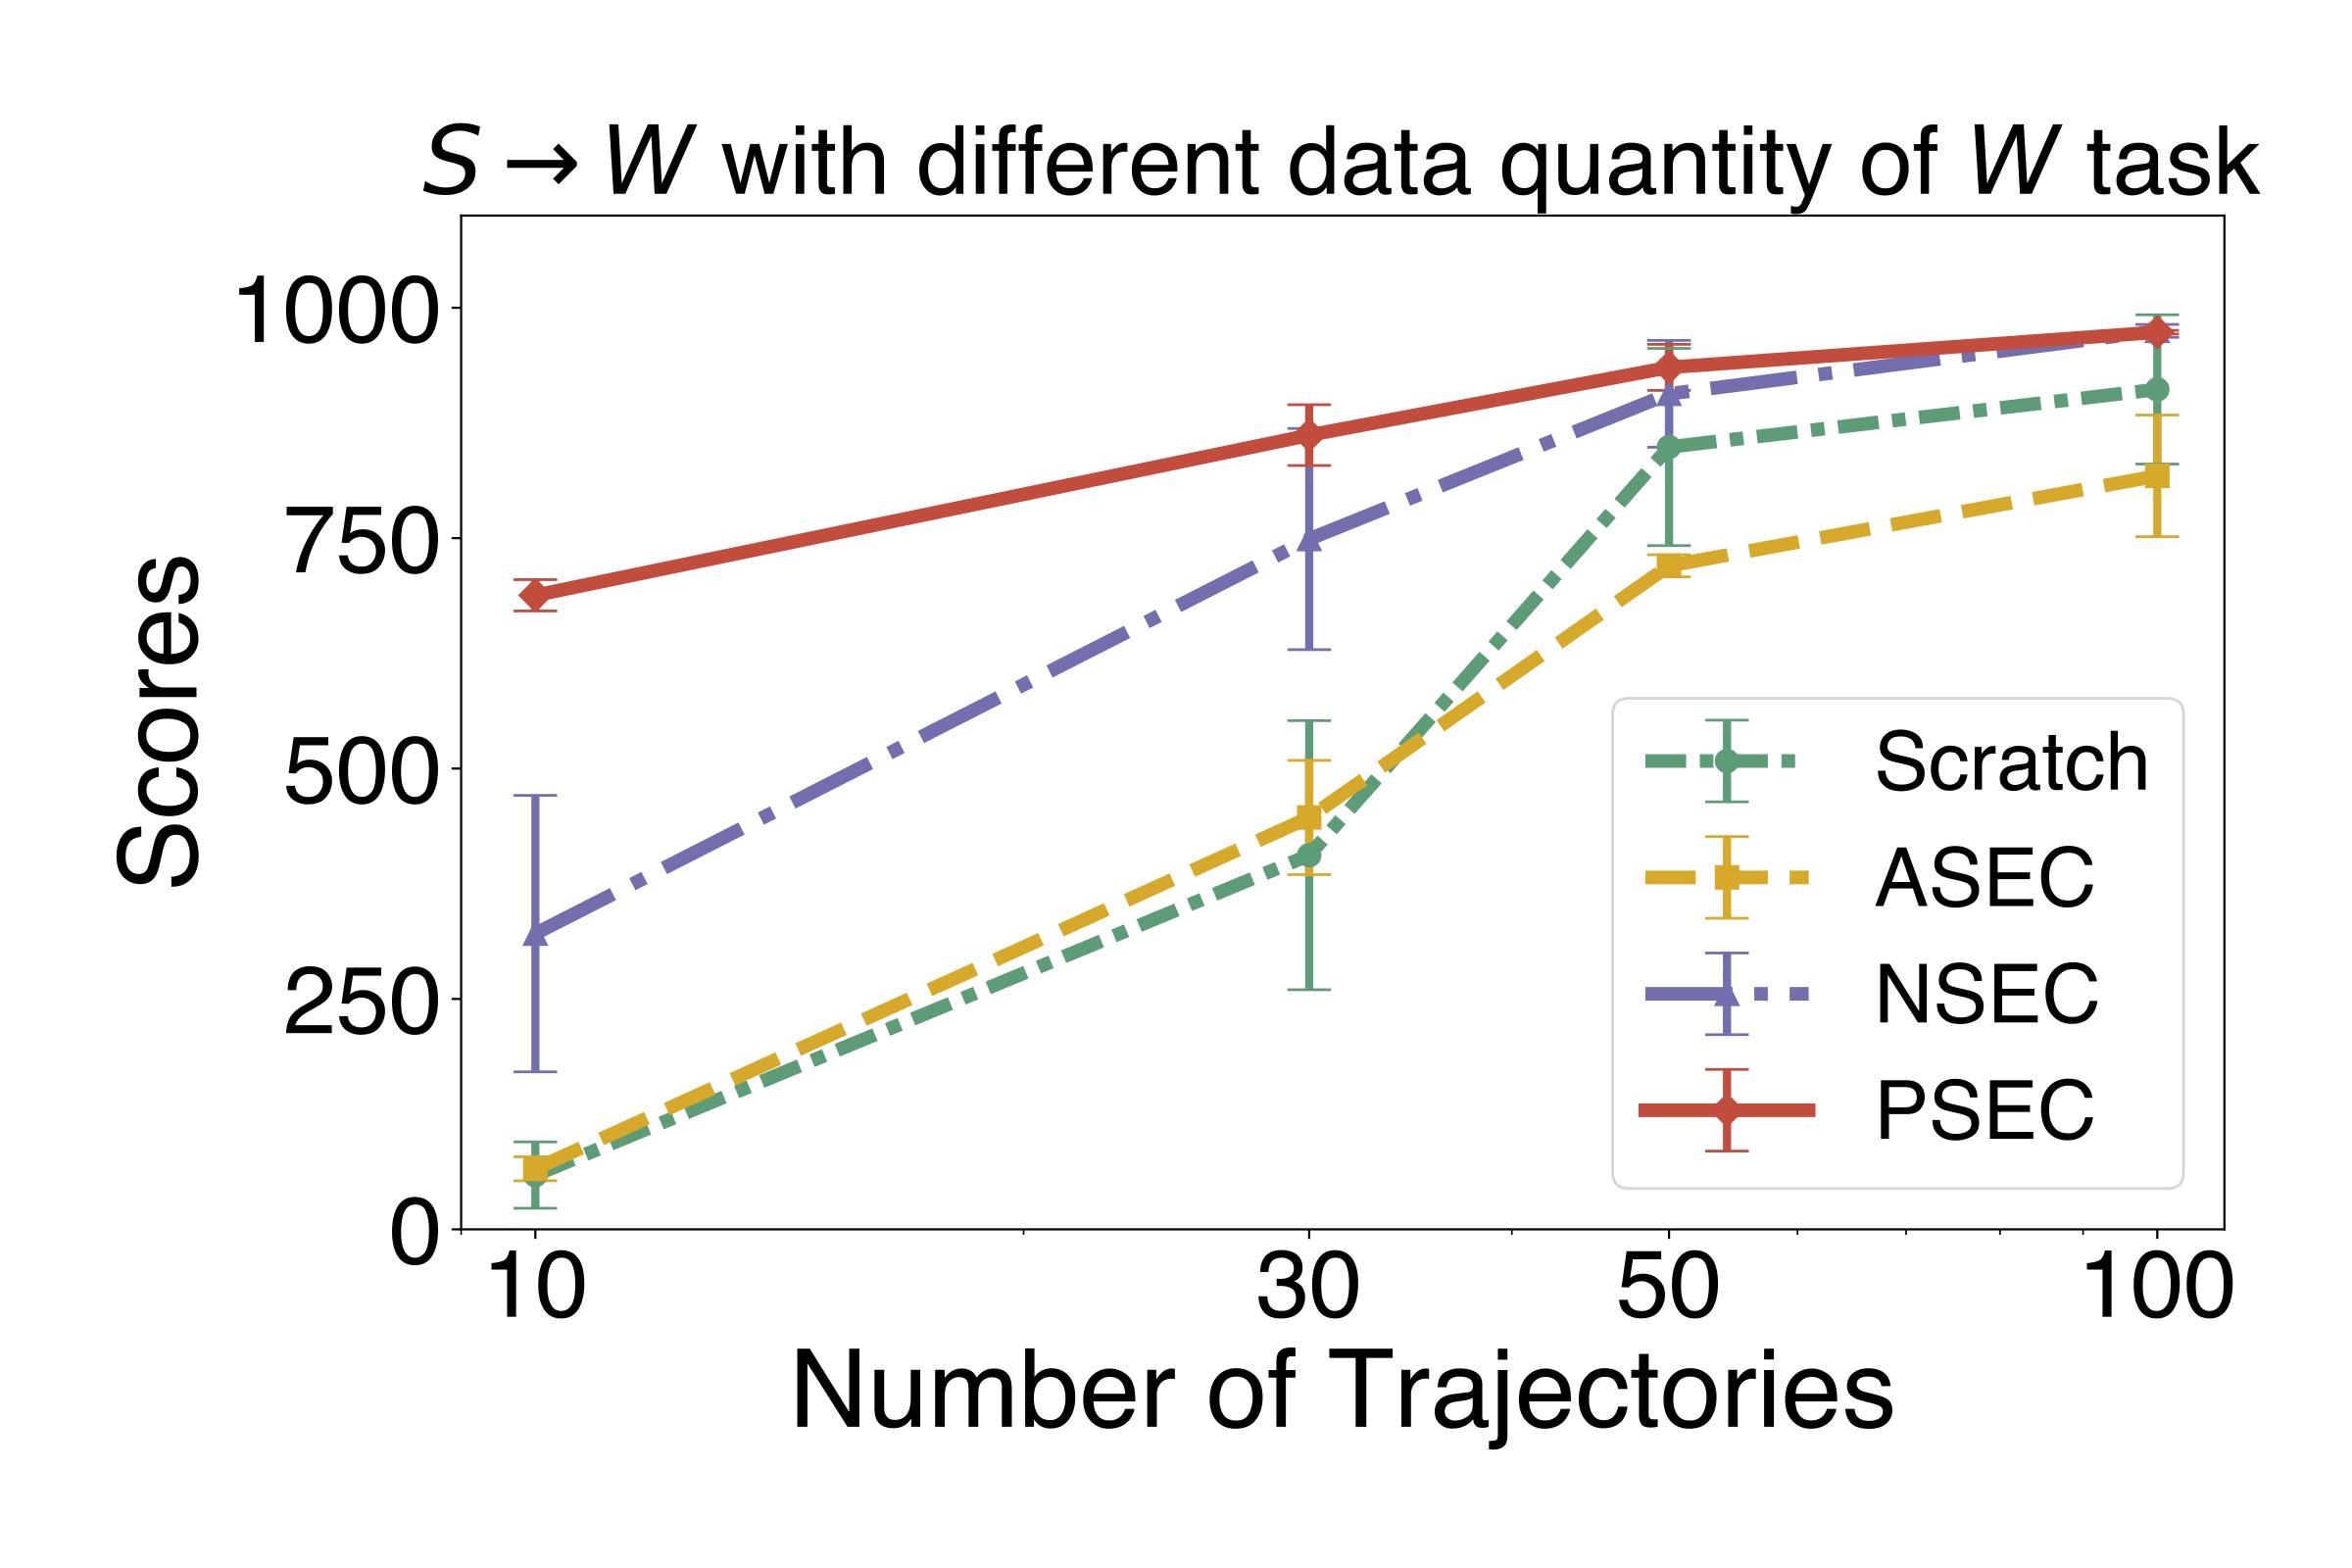 S → W with different data quantity of W task
1000
750
500
250
0
Scores
10 30 50 100
Number of Trajectories
Scratch
ASEC
NSEC
PSEC